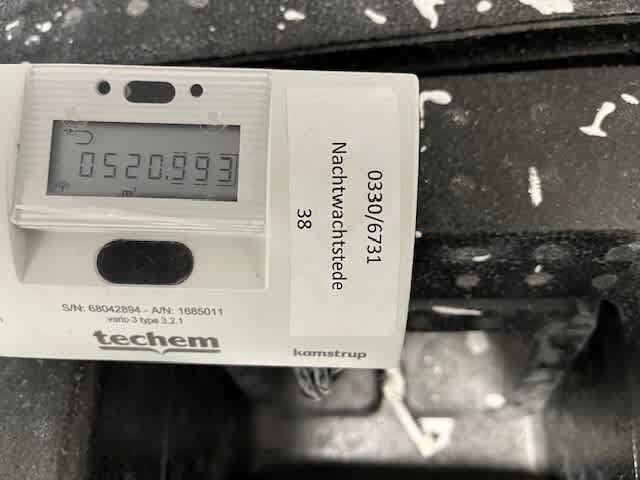 0520.993
m³
S/N: 68042894 - A/N: 1685011
vario 3 type 3.2.1
techem
kamstrup
0330/6731
Nachtwachtstede
38